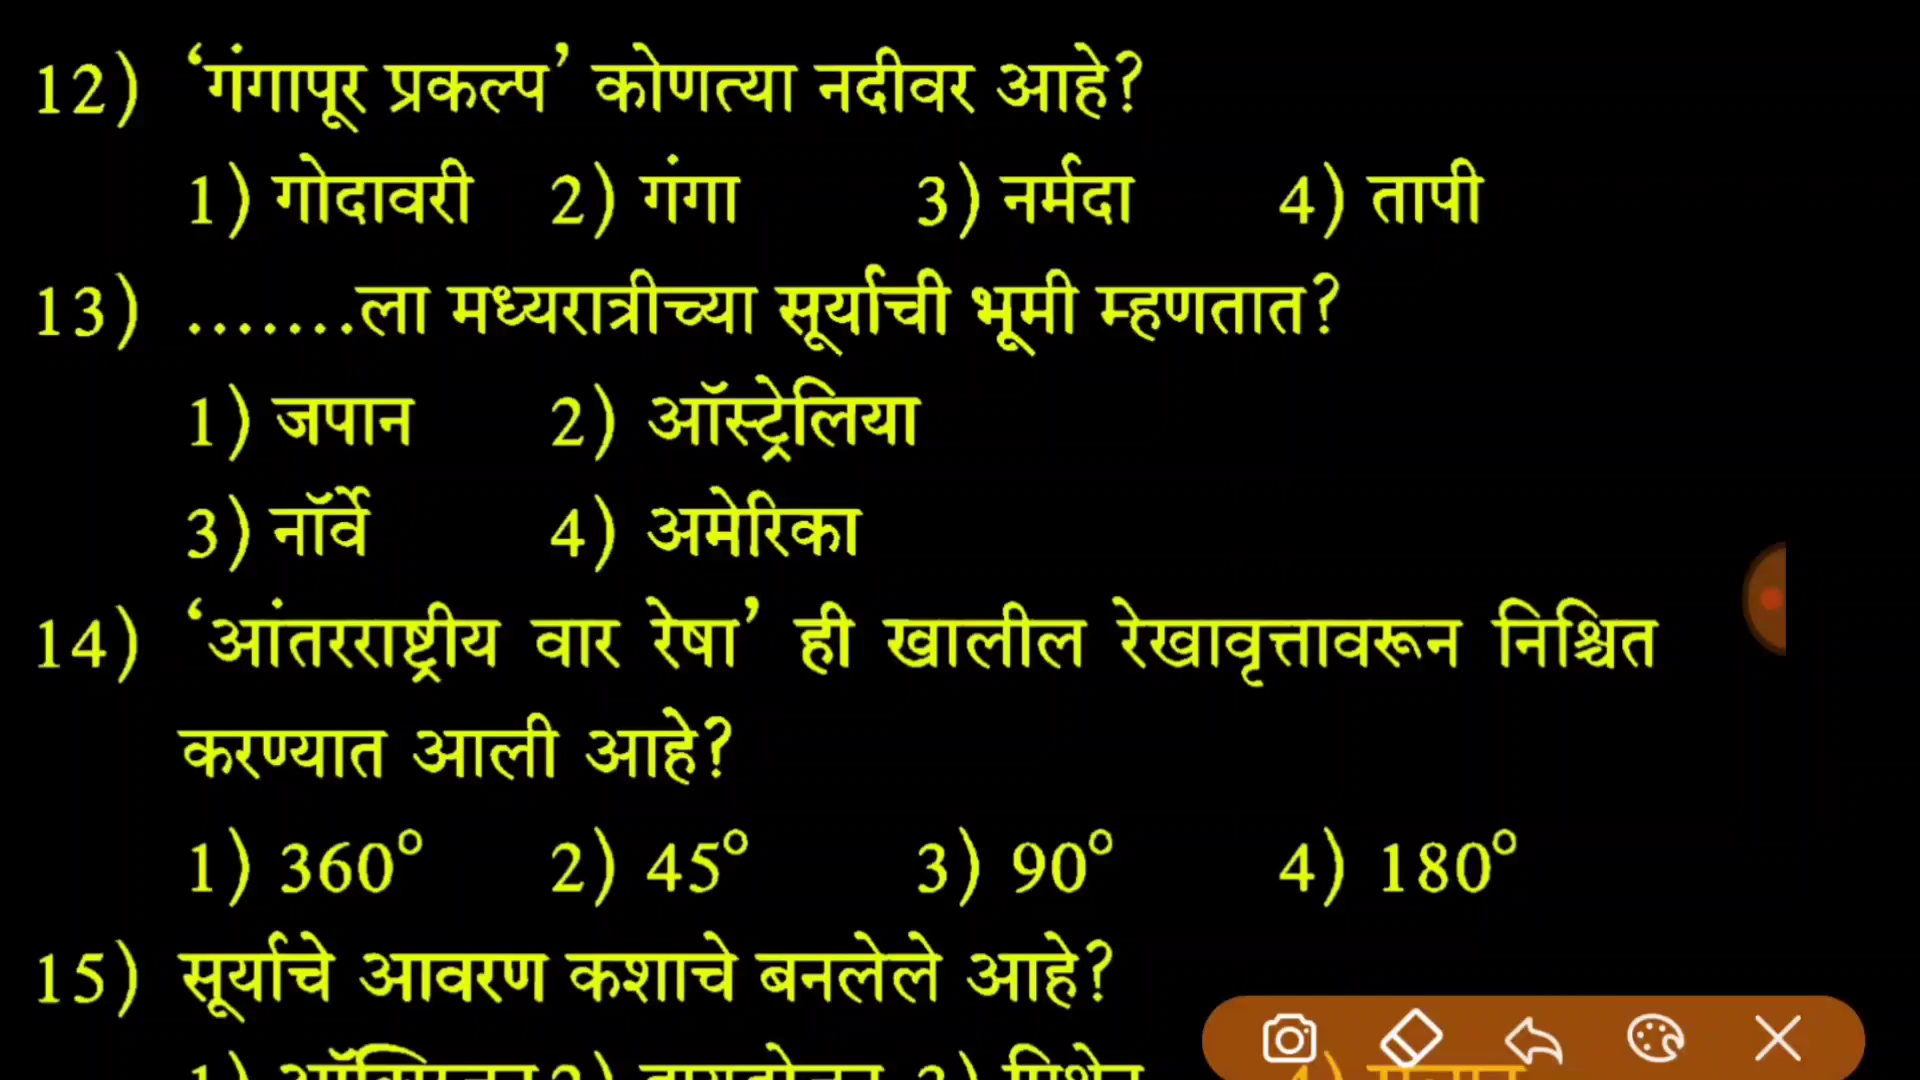 12) ‘गंगापूर प्रकल्प’ कोणत्या नदीवर आहे?
1) गोदावरी 2) गंगा 3) नर्मदा 4) तापी
13) .......ला मध्यरात्रीच्या सूर्याची भूमी म्हणतात?
1) जपान 2) ऑस्ट्रेलिया
3) नॉर्वे 4) अमेरिका
14) ‘आंतरराष्ट्रीय वार रेषा’ ही खालील रेखावृत्तावरून निश्चित
करण्यात आली आहे?
1) 360° 2) 45° 3) 90° 4) 180°
15) सूर्याचे आवरण कशाचे बनलेले आहे?